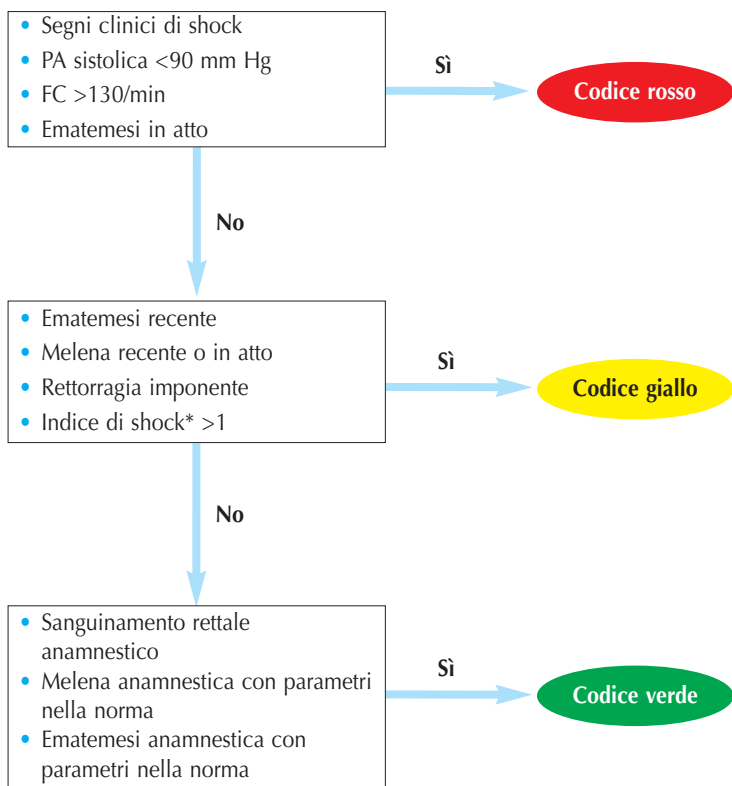 • Segni clinici di shock
• PA sistolica <90 mm Hg
• FC >130/min
• Ematemesi in atto
Sì
Codice rosso
No
• Ematemesi recente
• Melena recente o in atto
• Rettorragia imponente
• Indice di shock* >1
Sì
Codice giallo
No
• Sanguinamento rettale
anamnestico
• Melena anamnestica con parametri
nella norma
• Ematemesi anamnestica con
parametri nella norma
Sì
Codice verde